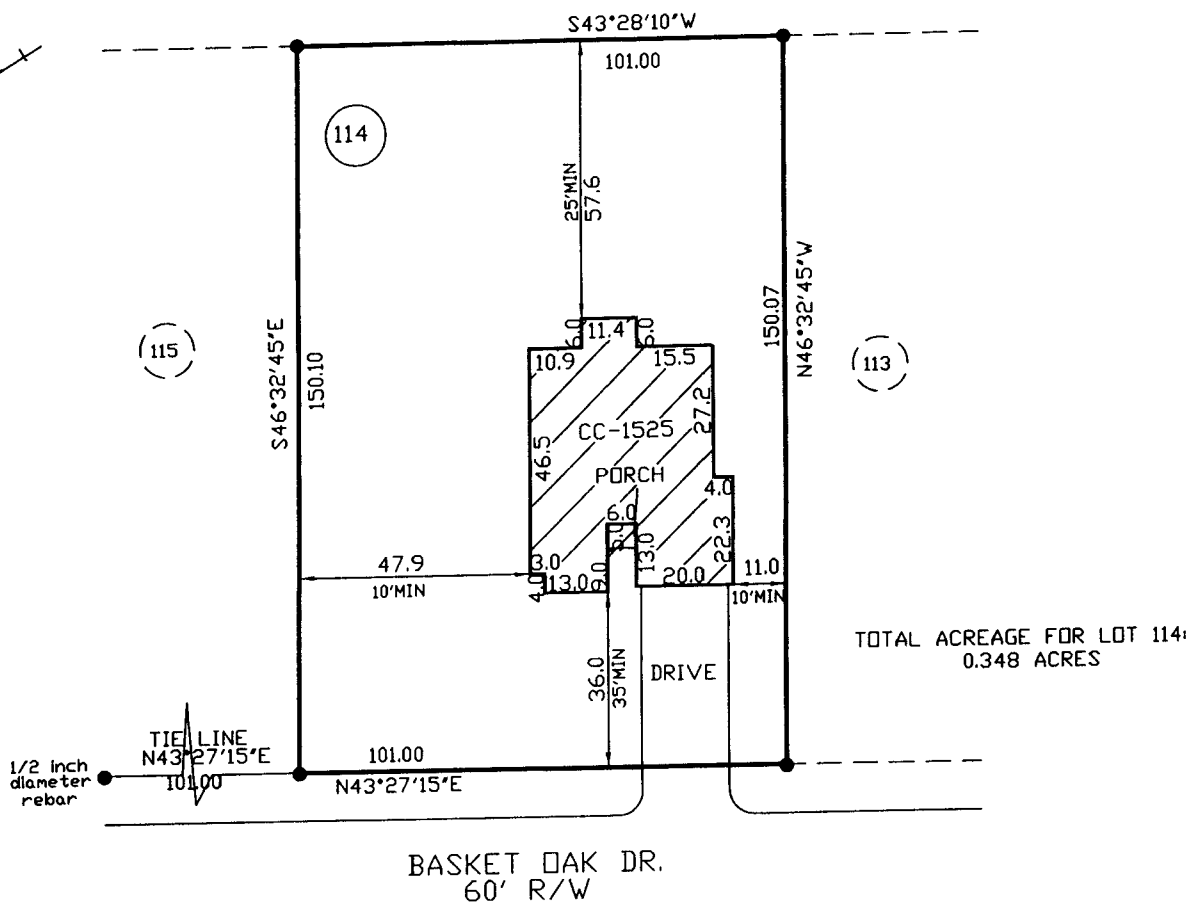 S43°28'10"W
101.00
114
25'MIN
57.6
S46°32'45"E
150.10
150.07
N46°32'45"W
115
113
6.0
11.4'
6.0
10.9
15.5
27.2
CC-1525
46.5
PORCH
4.0
6.0
13.0
22.3
47.9
10'MIN
3.0
4.0
13.0
9.0
20.0
11.0
10'MIN
36.0
35'MIN
DRIVE
TOTAL ACREAGE FOR LOT 114:
0.348 ACRES
TIE LINE
N43°27'15"E
101.00
1/2 inch
diameter
rebar
101.00
N43°27'15"E
BASKET OAK DR.
60' R/W